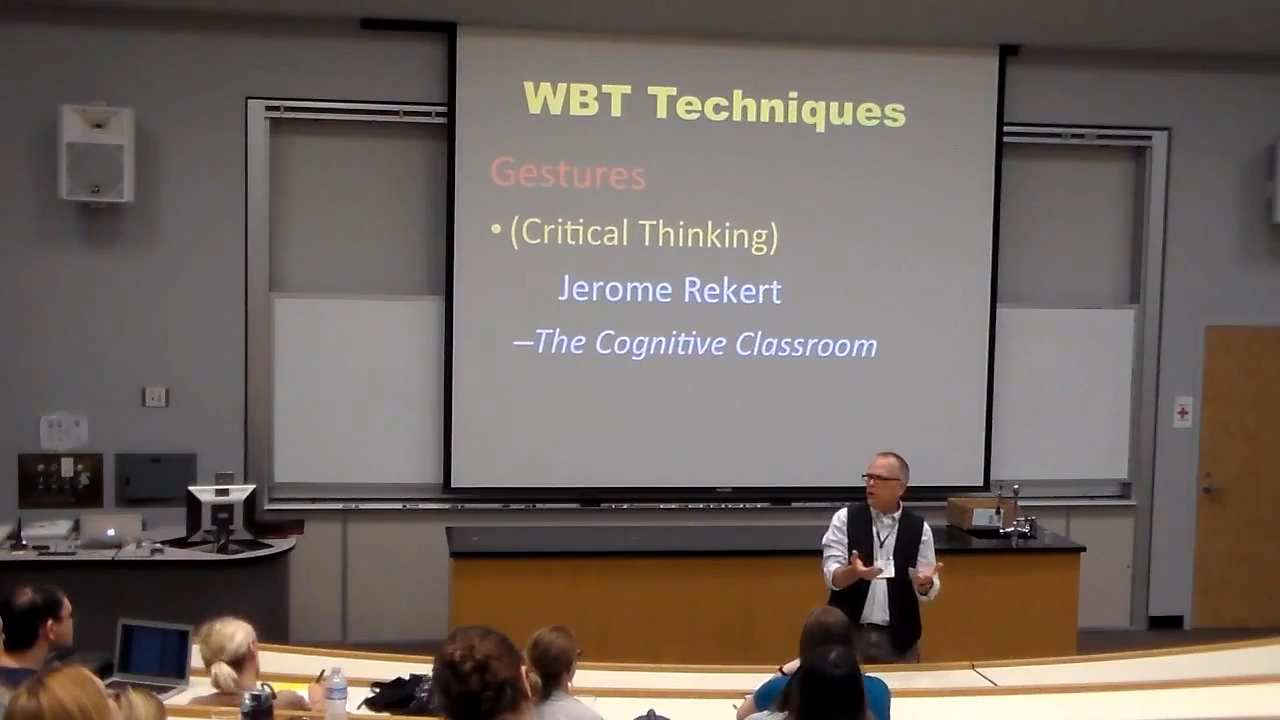 WBT Techniques
Gestures
• (Critical Thinking)
Jerome Rekert
–The Cognitive Classroom